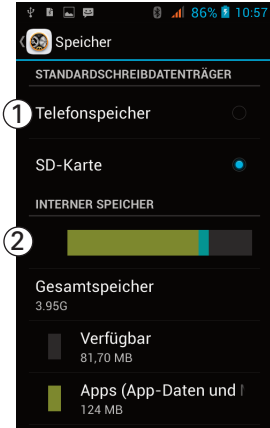 86% 10:57
Speicher
STANDARDSCHREIBDATENTRÄGER
1 Telefonspeicher
SD-Karte
INTERNER SPEICHER
2
Gesamtspeicher
3.95G
Verfügbar
81,70 MB
Apps (App-Daten und
124 MB